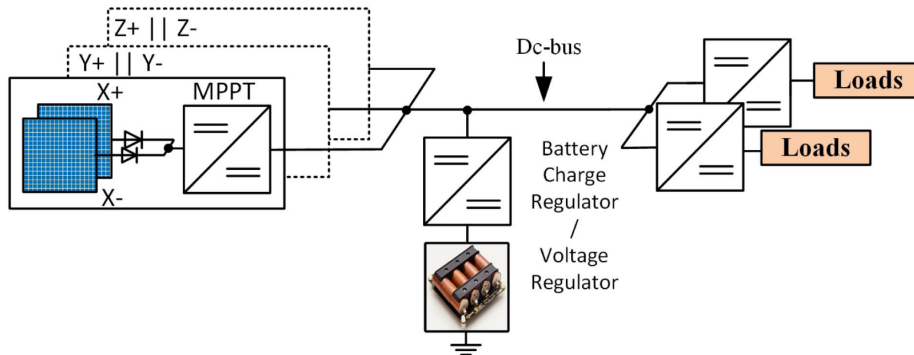 Z+ || Z-
Y+ || Y-
X+
MPPT
X-
Dc-bus
Battery
Charge
Regulator
/
Voltage
Regulator
Loads
Loads